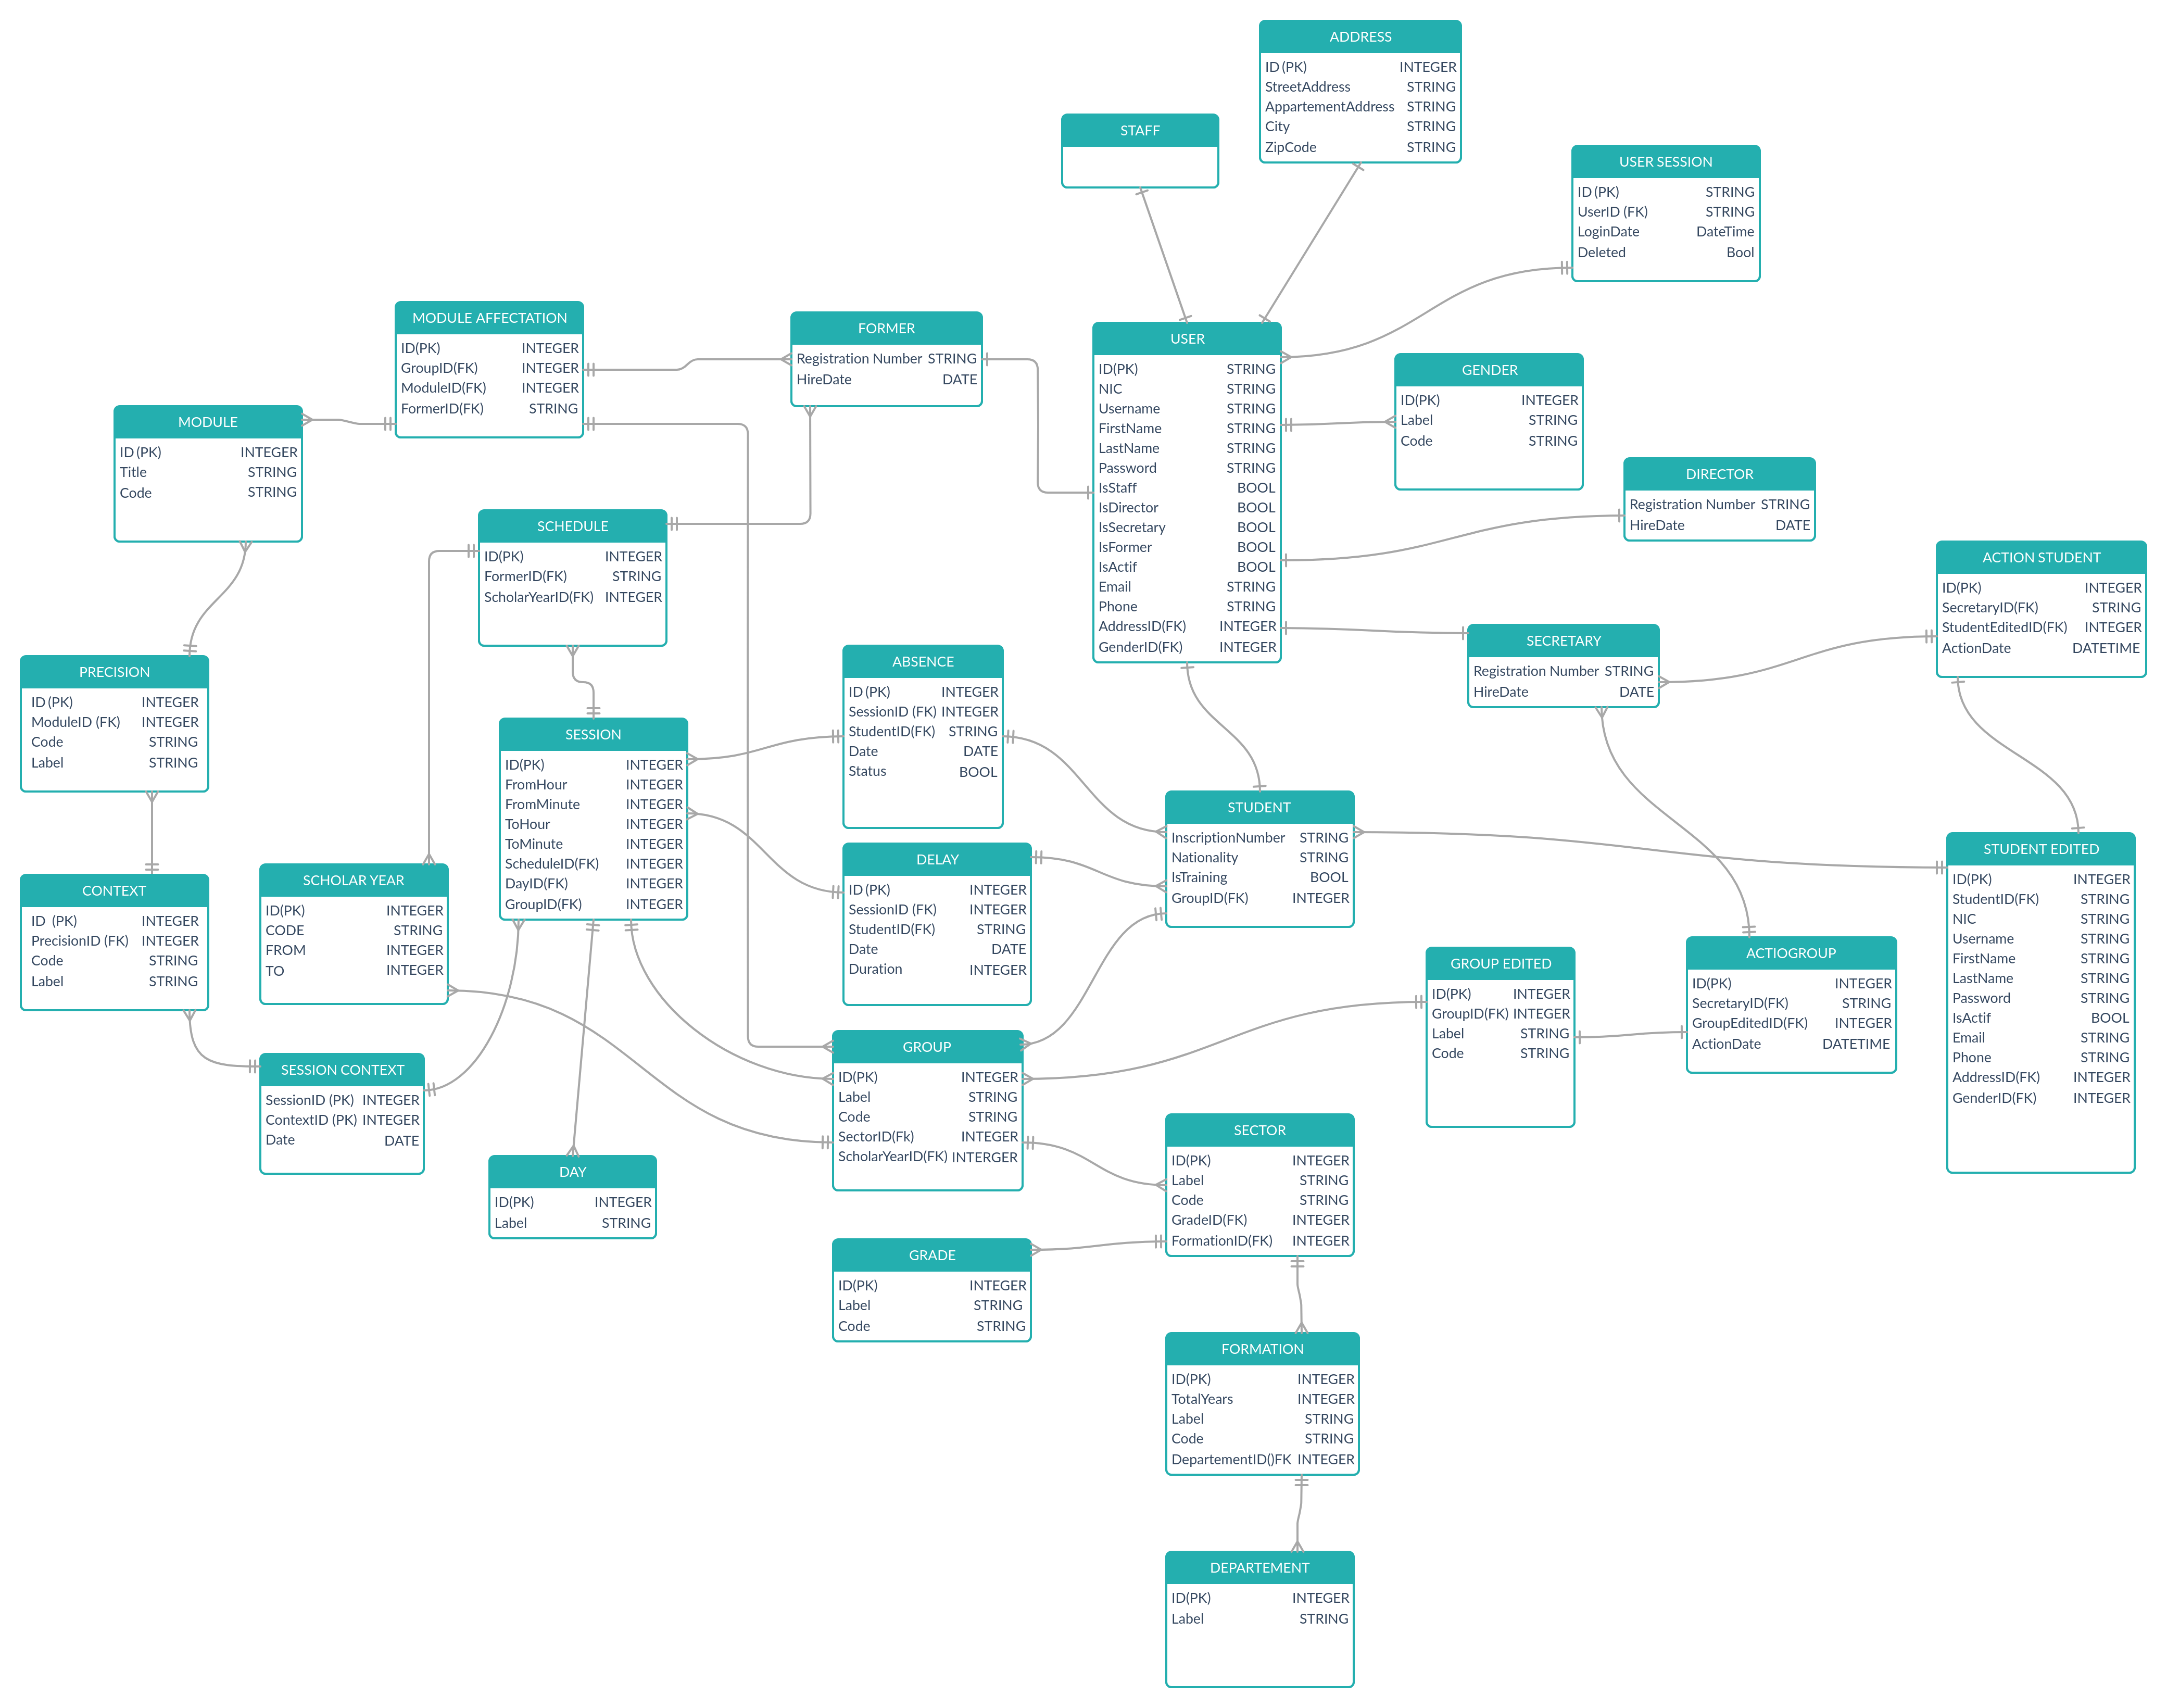 ADDRESS
ID (PK) INTEGER
StreetAddress STRING
AppartementAddress STRING
City STRING
ZipCode STRING
STAFF
USER SESSION
ID (PK) STRING
UserID (FK) STRING
LoginDate DateTime
Deleted Bool
MODULE AFFECTATION
ID(PK) INTEGER
GroupID(FK) INTEGER
ModuleID(FK) INTEGER
FormerID(FK) STRING
FORMER
Registration Number STRING
HireDate DATE
USER
ID(PK) STRING
NIC STRING
Username STRING
FirstName STRING
LastName STRING
Password STRING
IsStaff BOOL
IsDirector BOOL
IsSecretary BOOL
IsFormer BOOL
IsActif BOOL
Email STRING
Phone STRING
AddressID(FK) INTEGER
GenderID(FK) INTEGER
GENDER
ID(PK) INTEGER
Label STRING
Code STRING
MODULE
ID (PK) INTEGER
Title STRING
Code STRING
DIRECTOR
Registration Number STRING
HireDate DATE
SCHEDULE
ID(PK) INTEGER
FormerID(FK) STRING
ScholarYearID(FK) INTEGER
ACTION STUDENT
ID(PK) INTEGER
SecretaryID(FK) STRING
StudentEditedID(FK) INTEGER
ActionDate DATETIME
SECRETARY
Registration Number STRING
HireDate DATE
ABSENCE
ID (PK) INTEGER
SessionID (FK) INTEGER
StudentID(FK) STRING
Date DATE
Status BOOL
PRECISION
ID (PK) INTEGER
ModuleID (FK) INTEGER
Code STRING
Label STRING
SESSION
ID(PK) INTEGER
FromHour INTEGER
FromMinute INTEGER
ToHour INTEGER
ToMinute INTEGER
ScheduleID(FK) INTEGER
DayID(FK) INTEGER
GroupID(FK) INTEGER
STUDENT
InscriptionNumber STRING
Nationality STRING
IsTraining BOOL
GroupID(FK) INTEGER
DELAY
ID (PK) INTEGER
SessionID (FK) INTEGER
StudentID(FK) STRING
Date DATE
Duration INTEGER
STUDENT EDITED
ID(PK) INTEGER
StudentID(FK) STRING
NIC STRING
Username STRING
FirstName STRING
LastName STRING
Password STRING
IsActif BOOL
Email STRING
Phone STRING
AddressID(FK) INTEGER
GenderID(FK) INTEGER
SCHOLAR YEAR
ID(PK) INTEGER
CODE STRING
FROM INTEGER
TO INTEGER
CONTEXT
ID (PK) INTEGER
PrecisionID (FK) INTEGER
Code STRING
Label STRING
GROUP EDITED
ID(PK) INTEGER
GroupID(FK) INTEGER
Label STRING
Code STRING
ACTIOGROUP
ID(PK) INTEGER
SecretaryID(FK) STRING
GroupEditedID(FK) INTEGER
ActionDate DATETIME
GROUP
ID(PK) INTEGER
Label STRING
Code STRING
SectorID(Fk) INTEGER
ScholarYearID(FK) INTERGER
SESSION CONTEXT
SessionID (PK) INTEGER
ContextID (PK) INTEGER
Date DATE
SECTOR
ID(PK) INTEGER
Label STRING
Code STRING
GradeID(FK) INTEGER
FormationID(FK) INTEGER
DAY
ID(PK) INTEGER
Label STRING
GRADE
ID(PK) INTEGER
Label STRING
Code STRING
FORMATION
ID(PK) INTEGER
TotalYears INTEGER
Label STRING
Code STRING
DepartementID()FK INTEGER
DEPARTEMENT
ID(PK) INTEGER
Label STRING